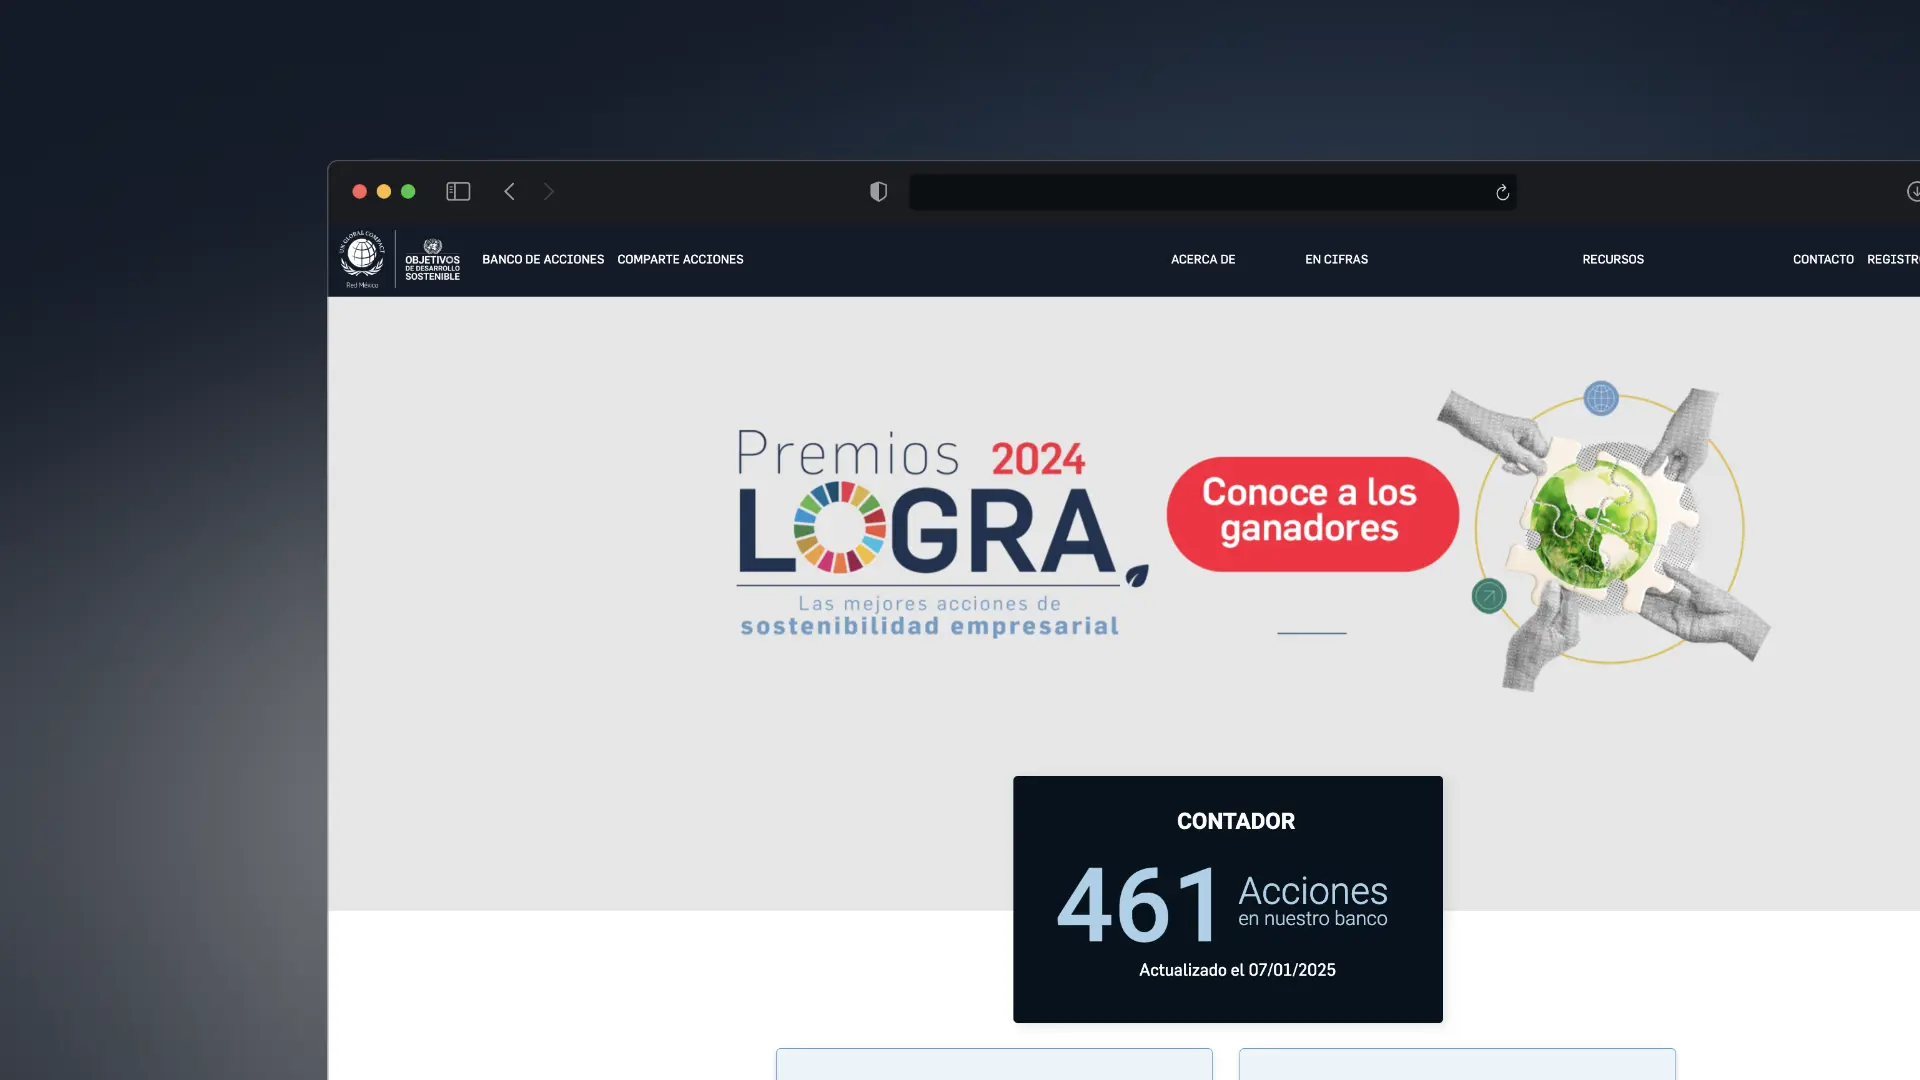 UN GLOBAL COMPACT
Red México
OBJETIVOS
DE DESARROLLO
SOSTENIBLE
BANCO DE ACCIONES
COMPARTE ACCIONES
ACERCA DE
EN CIFRAS
RECURSOS
CONTACTO
REGISTR
Premios 2024
LOGRA
Las mejores acciones de
sostenibilidad empresarial
Conoce a los
ganadores
CONTADOR
461
Acciones
en nuestro banco
Actualizado el 07/01/2025